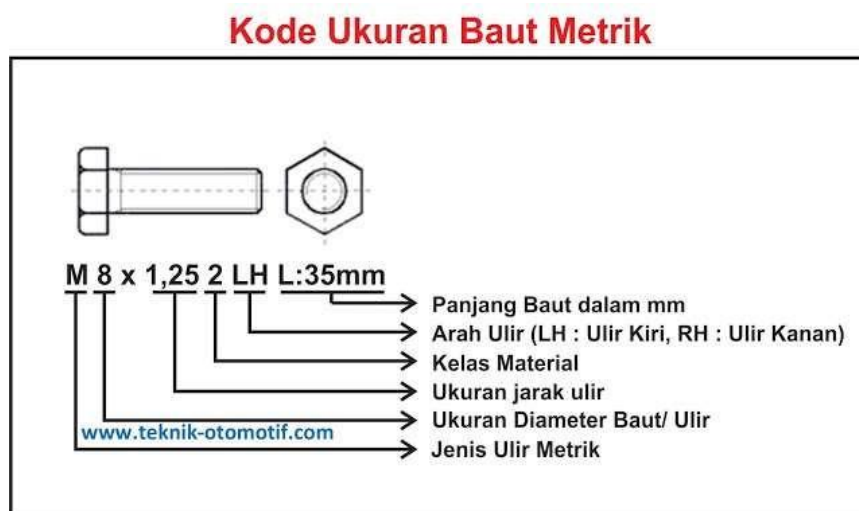 Kode Ukuran Baut Metrik
M 8 x 1,25 2 LH L:35mm
Panjang Baut dalam mm
Arah Ulir (LH : Ulir Kiri, RH : Ulir Kanan)
Kelas Material
Ukuran jarak ulir
Ukuran Diameter Baut/ Ulir
www.teknik-otomotif.com
Jenis Ulir Metrik